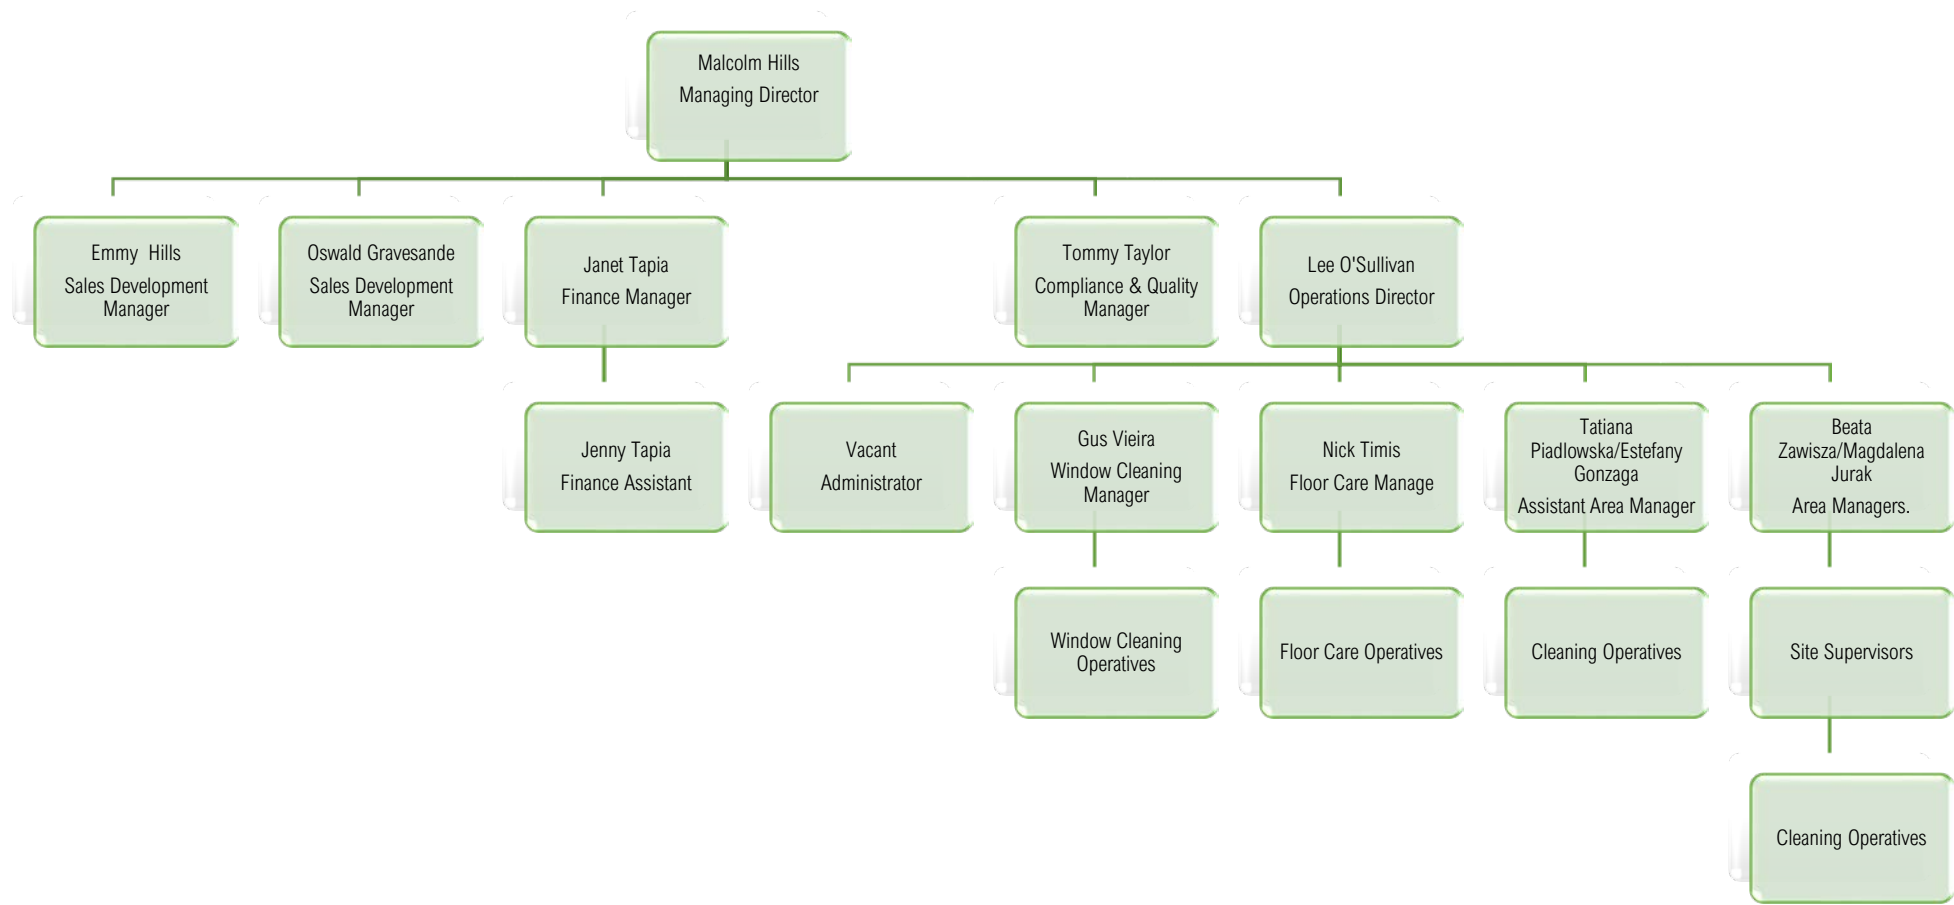 Malcolm Hills
Managing Director
Emmy  Hills
Sales Development
Manager
Oswald Gravesande
Sales Development
Manager
Janet Tapia
Finance Manager
Tommy Taylor
Compliance & Quality
Manager
Lee O'Sullivan
Operations Director
Jenny Tapia
Finance Assistant
Vacant
Administrator
Gus Vieira
Window Cleaning
Manager
Nick Timis
Floor Care Manage
Tatiana
Piadlowska/Estefany
Gonzaga
Assistant Area Manager
Beata
Zawisza/Magdalena
Jurak
Area Managers.
Window Cleaning
Operatives
Floor Care Operatives
Cleaning Operatives
Site Supervisors
Cleaning Operatives